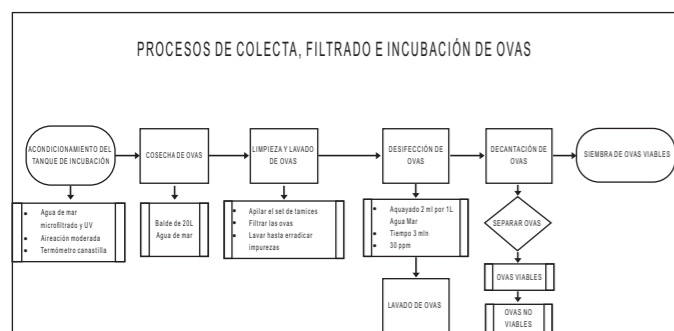 PROCESOS DE COLECTA, FILTRADO E INCUBACIÓN DE OVAS
ACONDICIONAMIENTO DEL
TANQUE DE INCUBACIÓN
COSECHA DE OVAS
LIMPIEZA Y LAVADO
DE OVAS
DESIFECCIÓN DE
OVAS
DECANTACIÓN DE
OVAS
SIEMBRA DE OVAS VIABLES
Agua de mar
microfiltrado y UV
Aireación moderada
Termómetro canastilla
Balde de 20L
Agua de mar
Apilar el set de tamices
Filtrar las ovas
Lavar hasta erradicar
impurezas
Aquayado 2 ml por 1L
Agua Mar
Tiempo 3 min
30 ppm
SEPARAR OVAS
LAVADO DE OVAS
OVAS VIABLES
OVAS NO
VIABLES